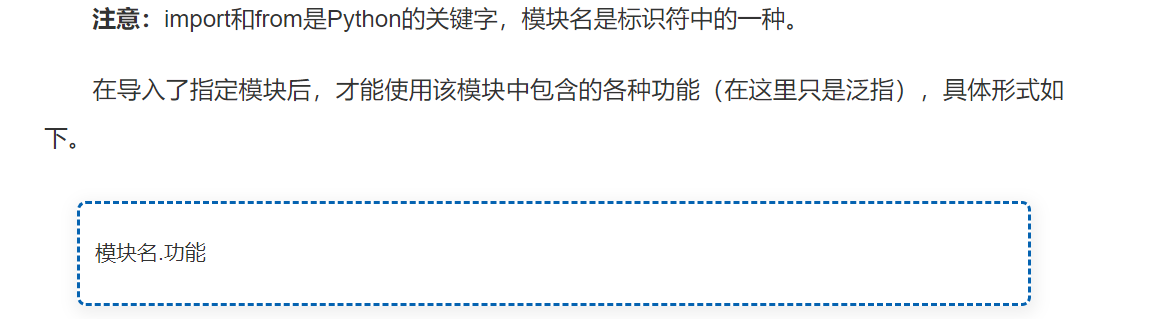 注意：import和from是Python的关键字，模块名是标识符中的一种。
在导入了指定模块后，才能使用该模块中包含的各种功能（在这里只是泛指），具体形式如
下。
模块名.功能